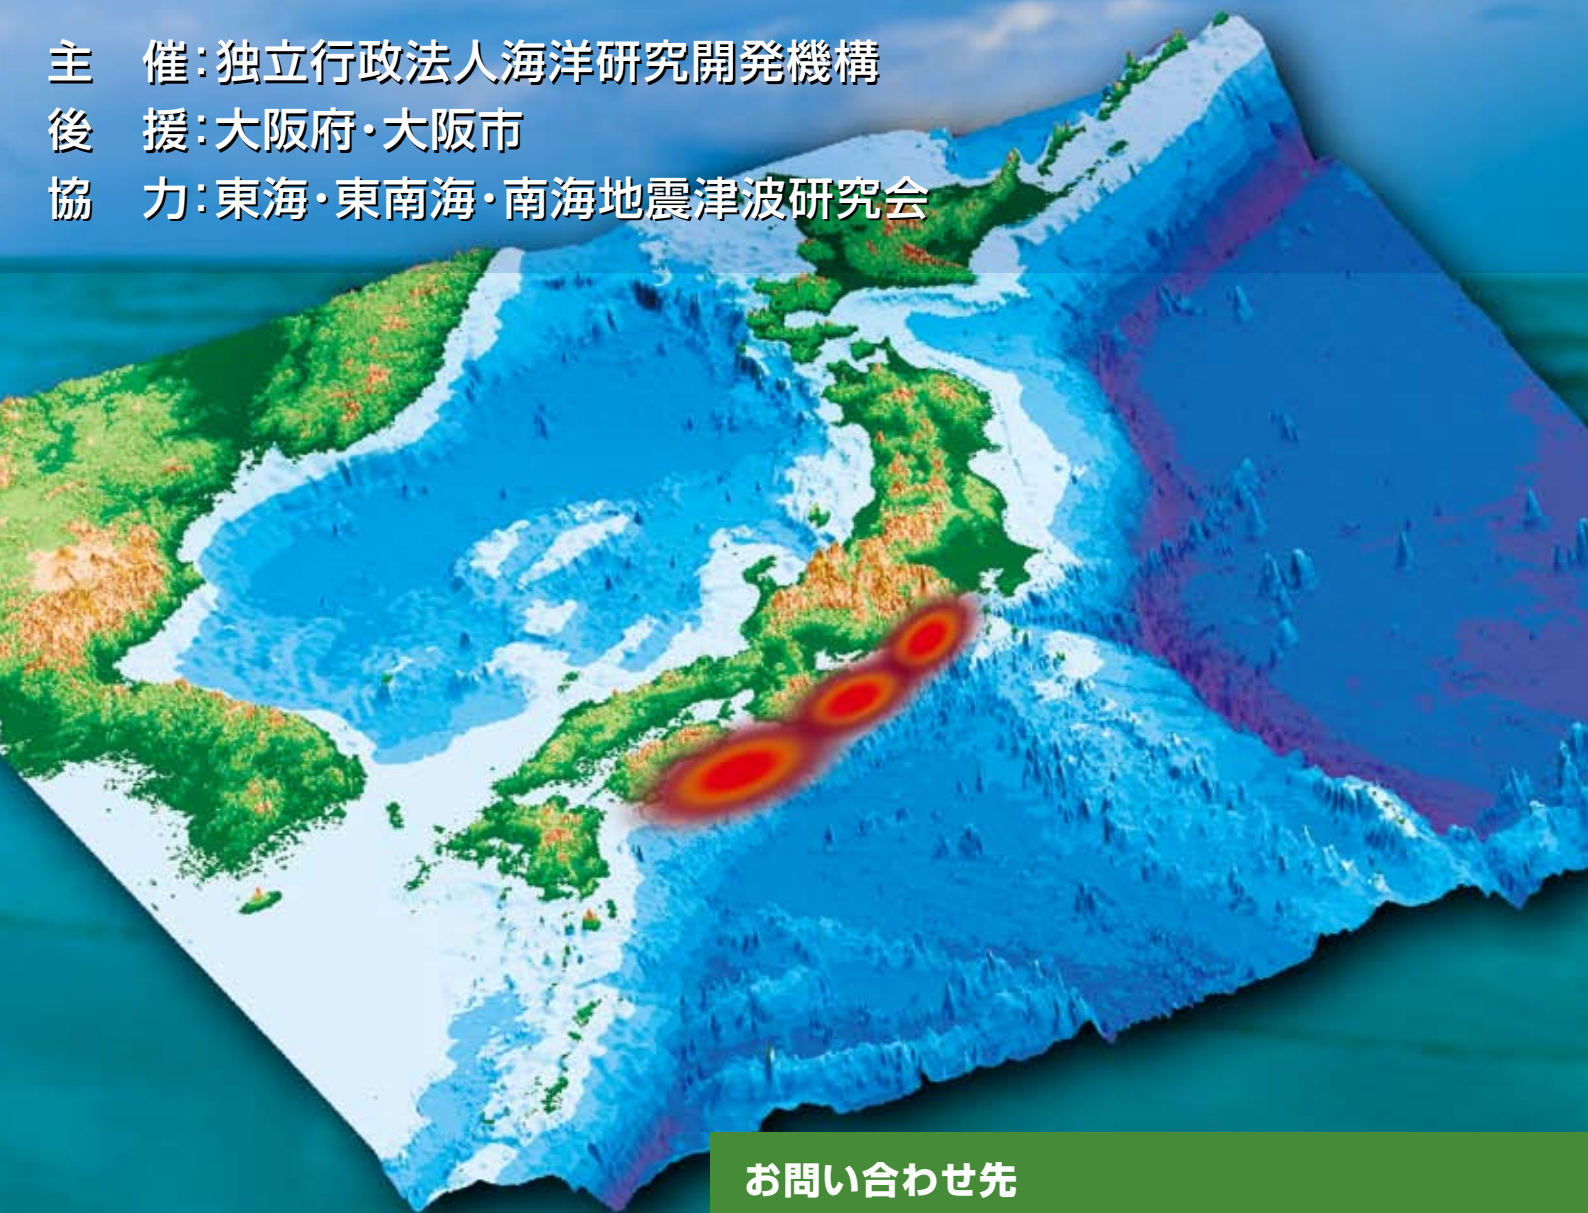 主　催：独立行政法人海洋研究開発機構
後　援：大阪府・大阪市
協　力：東海・東南海・南海地震津波研究会
お問い合わせ先